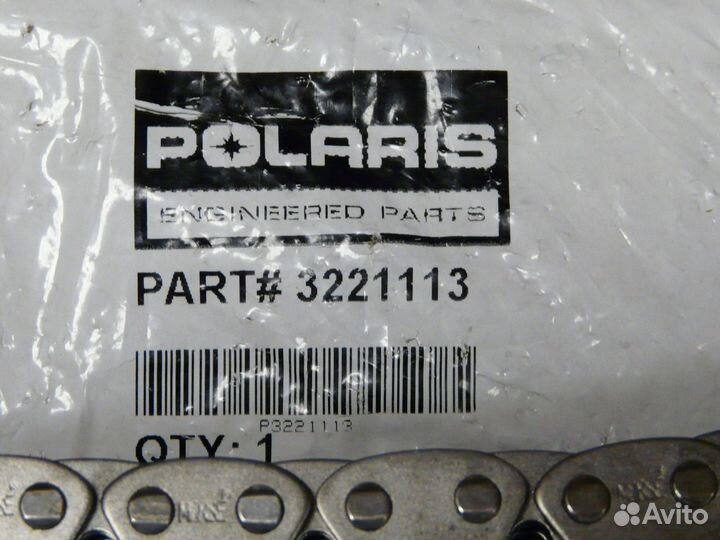 POLARIS
ENGINEERED PARTS
PART# 3221113
P3221113
QTY: 1
Avito